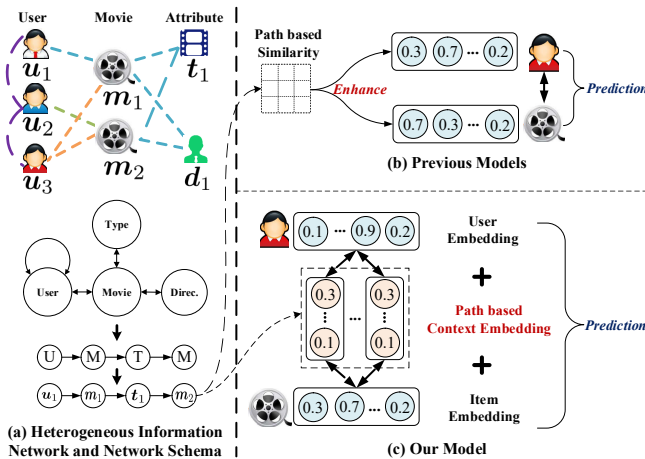 User Movie Attribute
u1
m1
t1
u2
m2
u3
d1
Type
User
Movie
Direc.
U M T M
u1 m1 t1 m2
(a) Heterogeneous Information
Network and Network Schema
Path based
Similarity
Enhance
0.3 0.7 ... 0.2
0.7 0.3 ... 0.2
Prediction
(b) Previous Models
0.1 ... 0.9 0.2
User
Embedding
0.3 0.3
... ... ...
0.1 0.1
Path based
Context Embedding
Prediction
0.3 0.7 ... 0.2
Item
Embedding
(c) Our Model